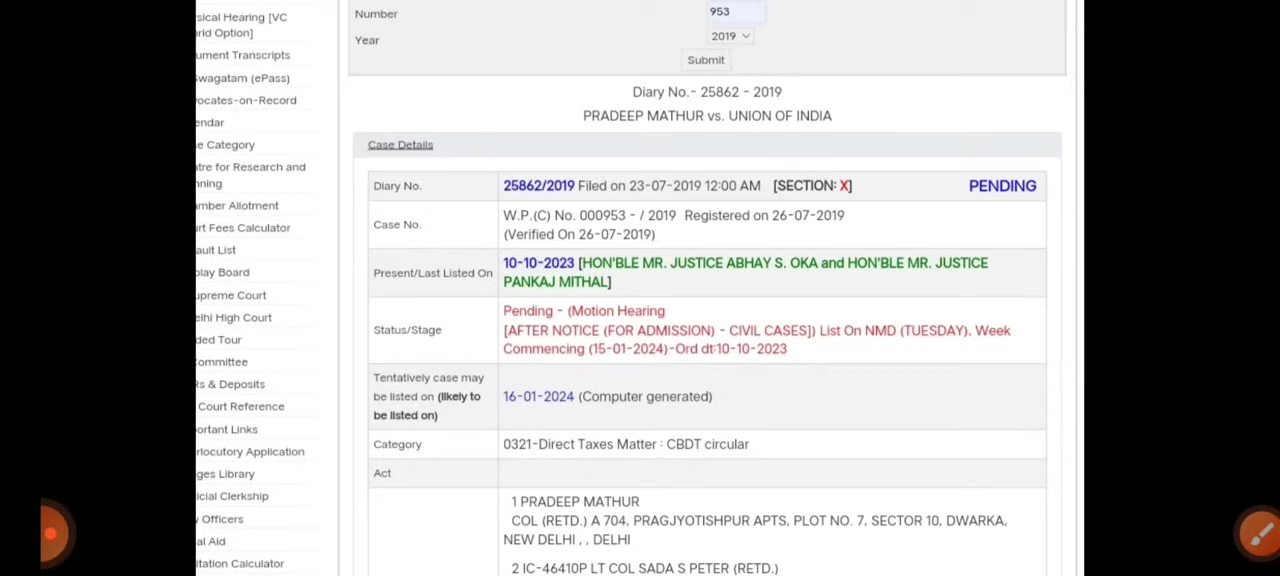 sical Hearing [VC
rid Option]
ument Transcripts
wagatam (ePass)
ocates-on-Record
endar
e Category
tre for Research and
nning
amber Allotment
rt Fees Calculator
ault List
play Board
upreme Court
elhi High Court
ded Tour
ommittee
Rs & Deposits
Court Reference
ortant Links
rlocutory Application
ges Library
icial Clerkship
Officers
al Aid
itation Calculator
Number 953
Year 2019
Submit
Diary No.- 25862 - 2019
PRADEEP MATHUR vs. UNION OF INDIA
Case Details
Diary No. 25862/2019 Filed on 23-07-2019 12:00 AM [SECTION: X] PENDING
Case No. W.P.(C) No. 000953 - / 2019 Registered on 26-07-2019
(Verified On 26-07-2019)
Present/Last Listed On 10-10-2023 [HON'BLE MR. JUSTICE ABHAY S. OKA and HON'BLE MR. JUSTICE
PANKAJ MITHAL]
Status/Stage Pending - (Motion Hearing
[AFTER NOTICE (FOR ADMISSION) - CIVIL CASES]) List On NMD (TUESDAY), Week
Commencing (15-01-2024)-Ord dt:10-10-2023
Tentatively case may
be listed on (likely to
be listed on) 16-01-2024 (Computer generated)
Category 0321-Direct Taxes Matter : CBDT circular
Act
1 PRADEEP MATHUR
COL (RETD.) A 704, PRAGJYOTISHPUR APTS, PLOT NO. 7, SECTOR 10, DWARKA,
NEW DELHI , , DELHI
2 IC-46410P LT COL SADA S PETER (RETD.)